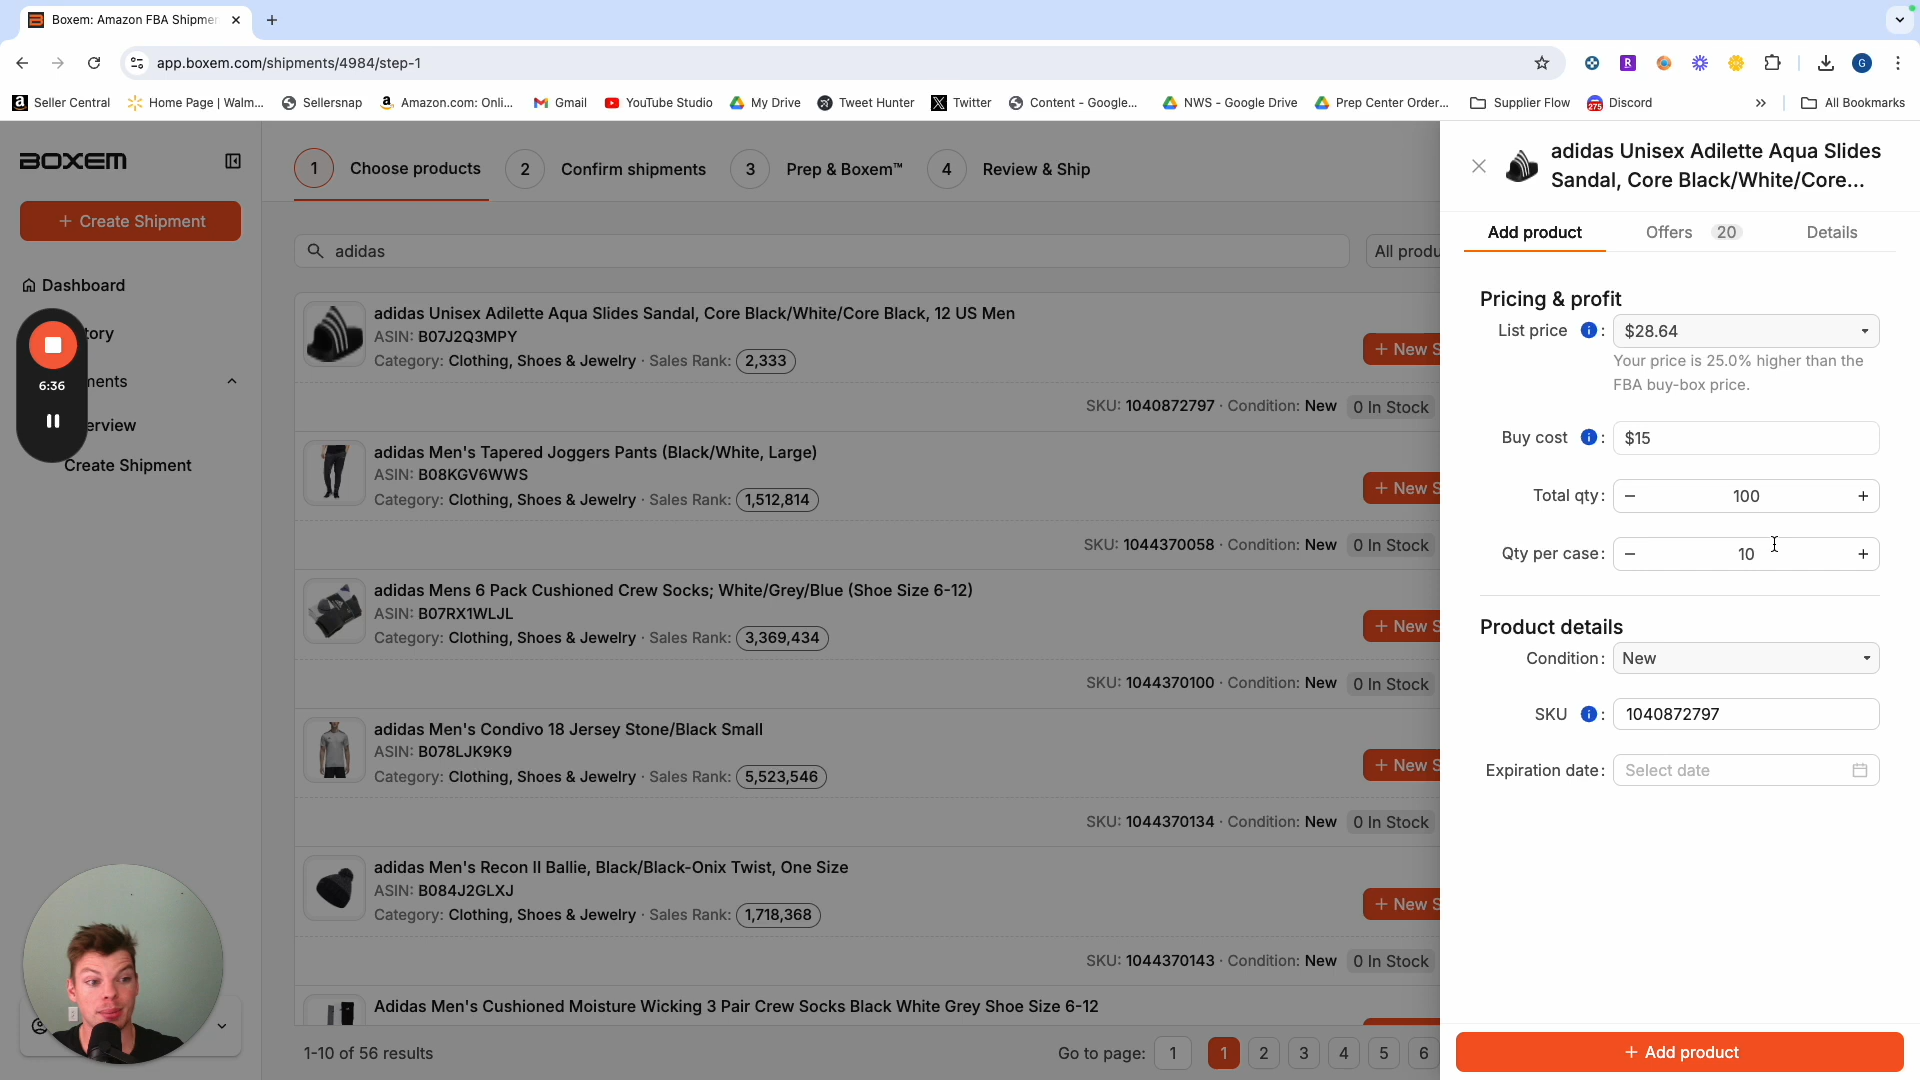 Boxem: Amazon FBA Shipme
app.boxem.com/shipments/4984/step-1
Seller Central
Home Page | Walm...
Sellersnap
Amazon.com: Onli...
Gmail
YouTube Studio
My Drive
Tweet Hunter
Twitter
Content - Google...
NWS - Google Drive
Prep Center Order...
Supplier Flow
Discord
»
All Bookmarks
BOXEM
+ Create Shipment
Dashboard
tory
ments
erview
Create Shipment
6:36
1 Choose products
2 Confirm shipments
3 Prep & Boxem™
4 Review & Ship
adidas
All produ
adidas Unisex Adilette Aqua Slides Sandal, Core Black/White/Core Black, 12 US Men
ASIN: B07J2Q3MPY
Category: Clothing, Shoes & Jewelry · Sales Rank: 2,333
+ New S
SKU: 1040872797 · Condition: New 0 In Stock
adidas Men's Tapered Joggers Pants (Black/White, Large)
ASIN: B08KGV6WWS
Category: Clothing, Shoes & Jewelry · Sales Rank: 1,512,814
+ New S
SKU: 1044370058 · Condition: New 0 In Stock
adidas Mens 6 Pack Cushioned Crew Socks; White/Grey/Blue (Shoe Size 6-12)
ASIN: B07RX1WLJL
Category: Clothing, Shoes & Jewelry · Sales Rank: 3,369,434
+ New S
SKU: 1044370100 · Condition: New 0 In Stock
adidas Men's Condivo 18 Jersey Stone/Black Small
ASIN: B078LJK9K9
Category: Clothing, Shoes & Jewelry · Sales Rank: 5,523,546
+ New S
SKU: 1044370134 · Condition: New 0 In Stock
adidas Men's Recon II Ballie, Black/Black-Onix Twist, One Size
ASIN: B084J2GLXJ
Category: Clothing, Shoes & Jewelry · Sales Rank: 1,718,368
+ New S
SKU: 1044370143 · Condition: New 0 In Stock
Adidas Men's Cushioned Moisture Wicking 3 Pair Crew Socks Black White Grey Shoe Size 6-12
1-10 of 56 results
Go to page: 1 1 2 3 4 5 6
adidas Unisex Adilette Aqua Slides
Sandal, Core Black/White/Core...
Add product
Offers 20
Details
Pricing & profit
List price : $28.64
Your price is 25.0% higher than the
FBA buy-box price.
Buy cost : $15
Total qty: − 100 +
Qty per case: − 10 +
Product details
Condition: New
SKU : 1040872797
Expiration date: Select date
+ Add product